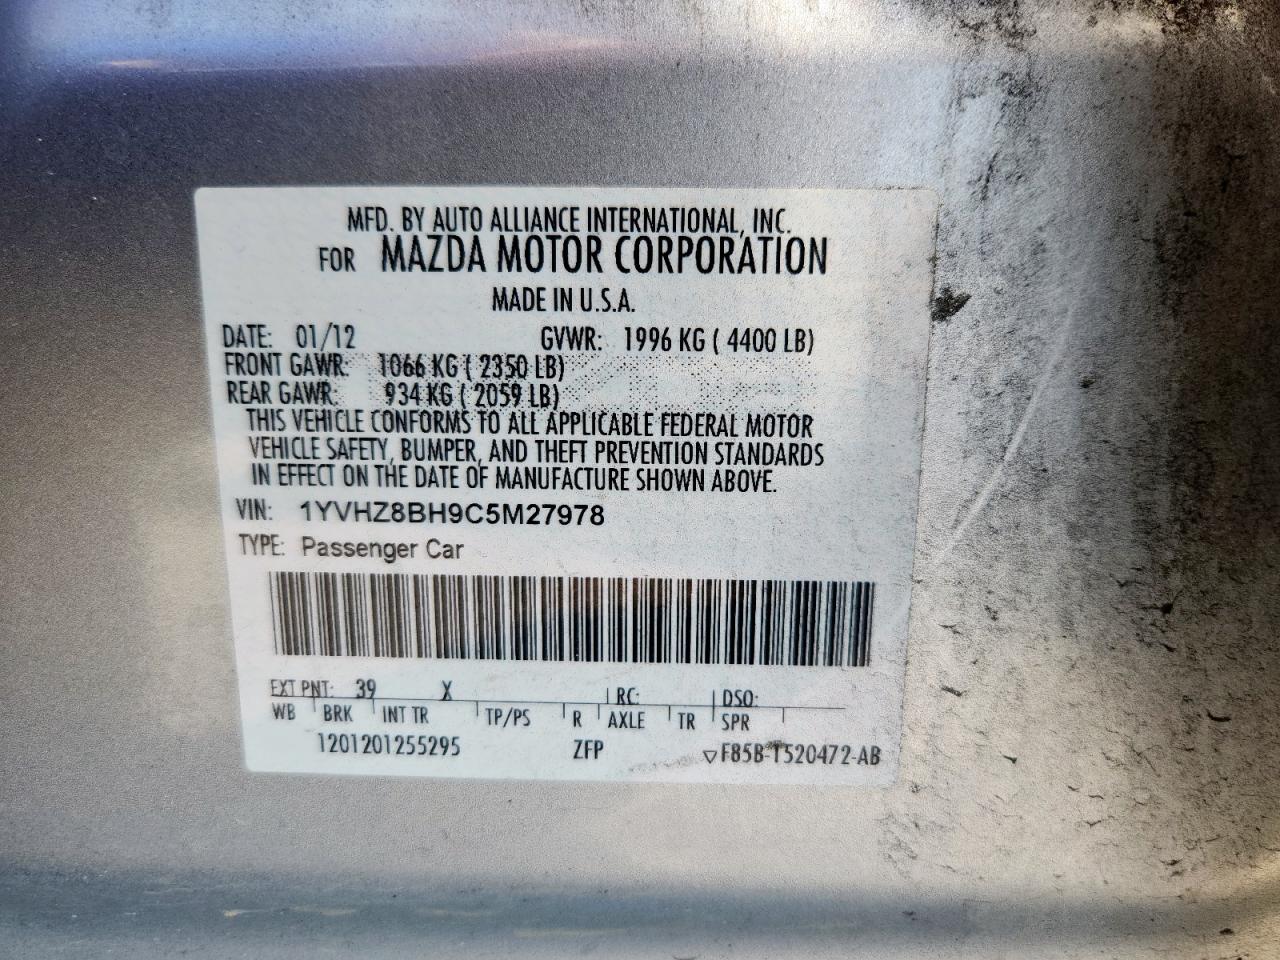 MFD. BY AUTO ALLIANCE INTERNATIONAL, INC.
FOR MAZDA MOTOR CORPORATION
MADE IN U.S.A.
DATE: 01/12 GVWR: 1996 KG ( 4400 LB)
FRONT GAWR: 1066 KG ( 2350 LB)
REAR GAWR: 934 KG ( 2059 LB)
THIS VEHICLE CONFORMS TO ALL APPLICABLE FEDERAL MOTOR
VEHICLE SAFETY, BUMPER, AND THEFT PREVENTION STANDARDS
IN EFFECT ON THE DATE OF MANUFACTURE SHOWN ABOVE.
VIN: 1YVHZ8BH9C5M27978
TYPE: Passenger Car
EXT PNT: 39 X RC: DSO:
WB BRK INT TR TP/PS R AXLE TR SPR
1201201255295 ZFP ▽F85B-1520472-AB